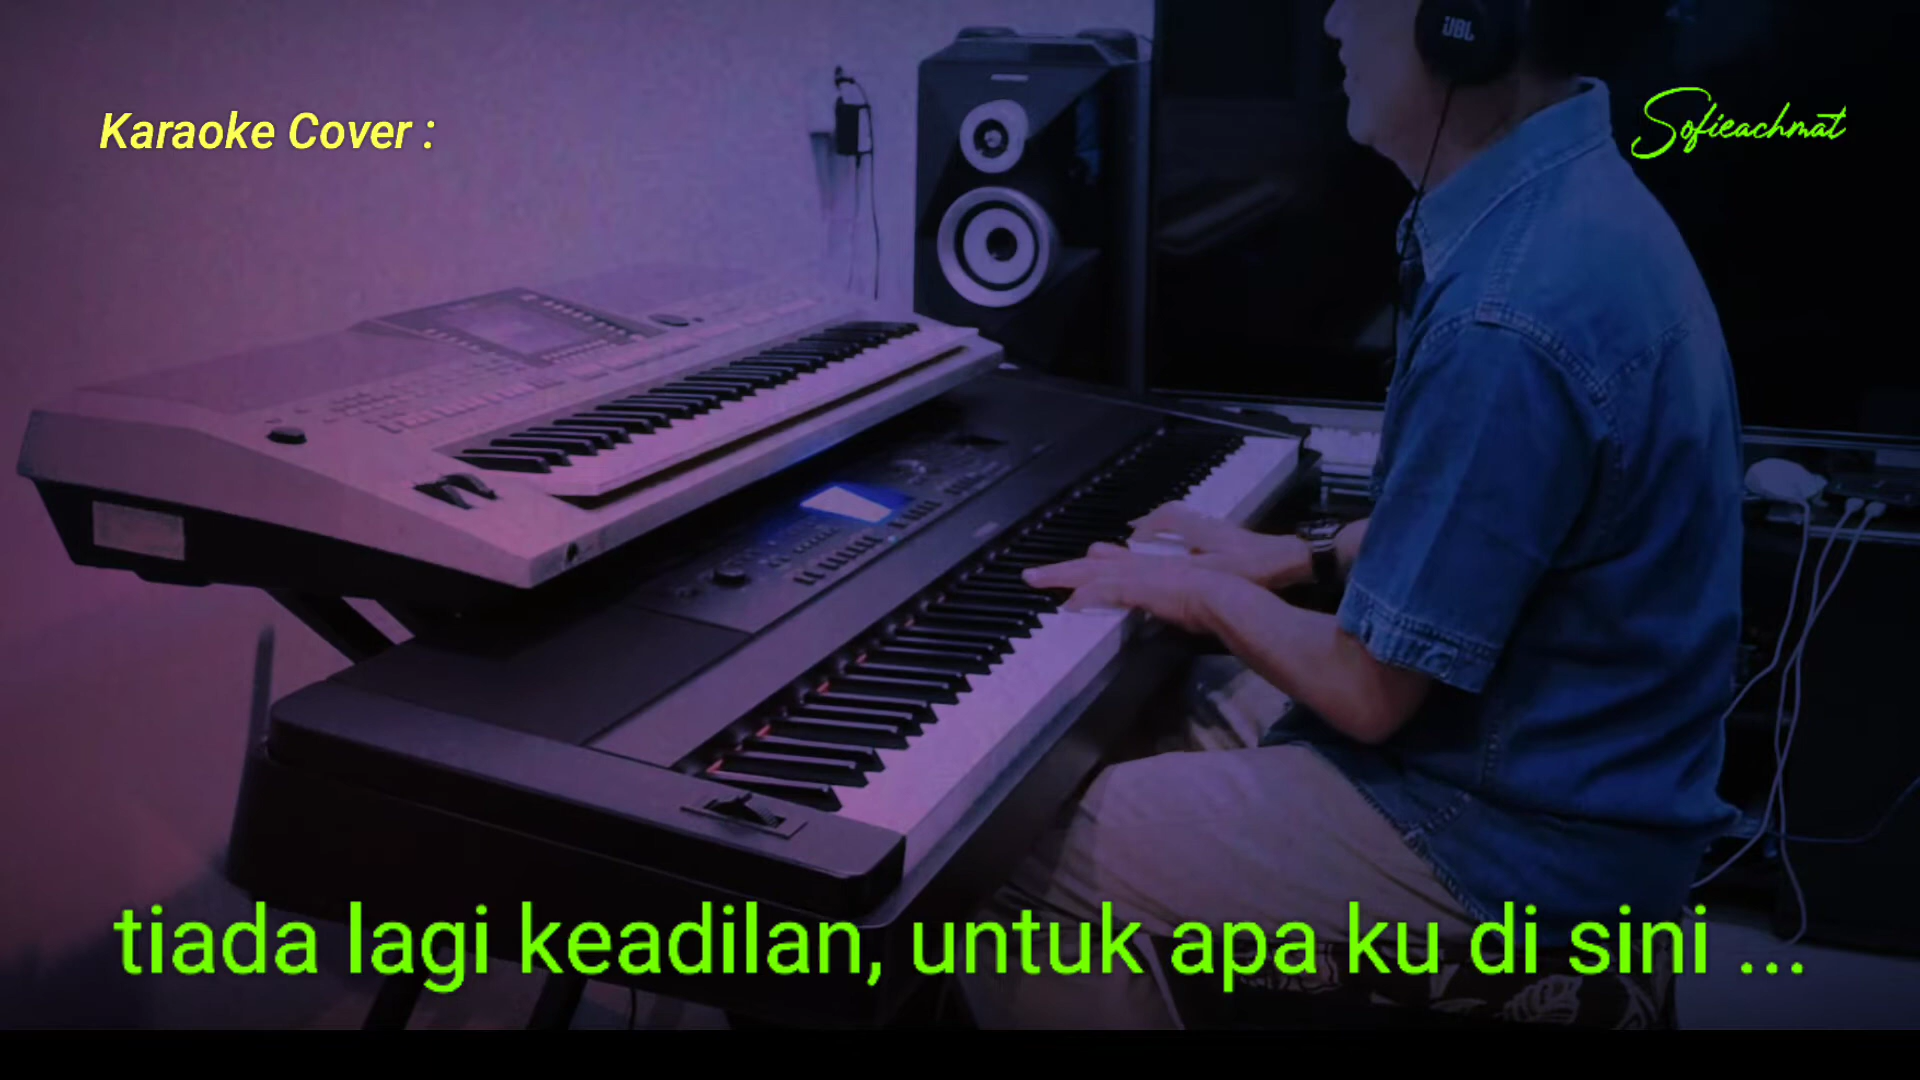 Karaoke Cover :
Sofieachmat
JBL
tiada lagi keadilan, untuk apa ku di sini ...